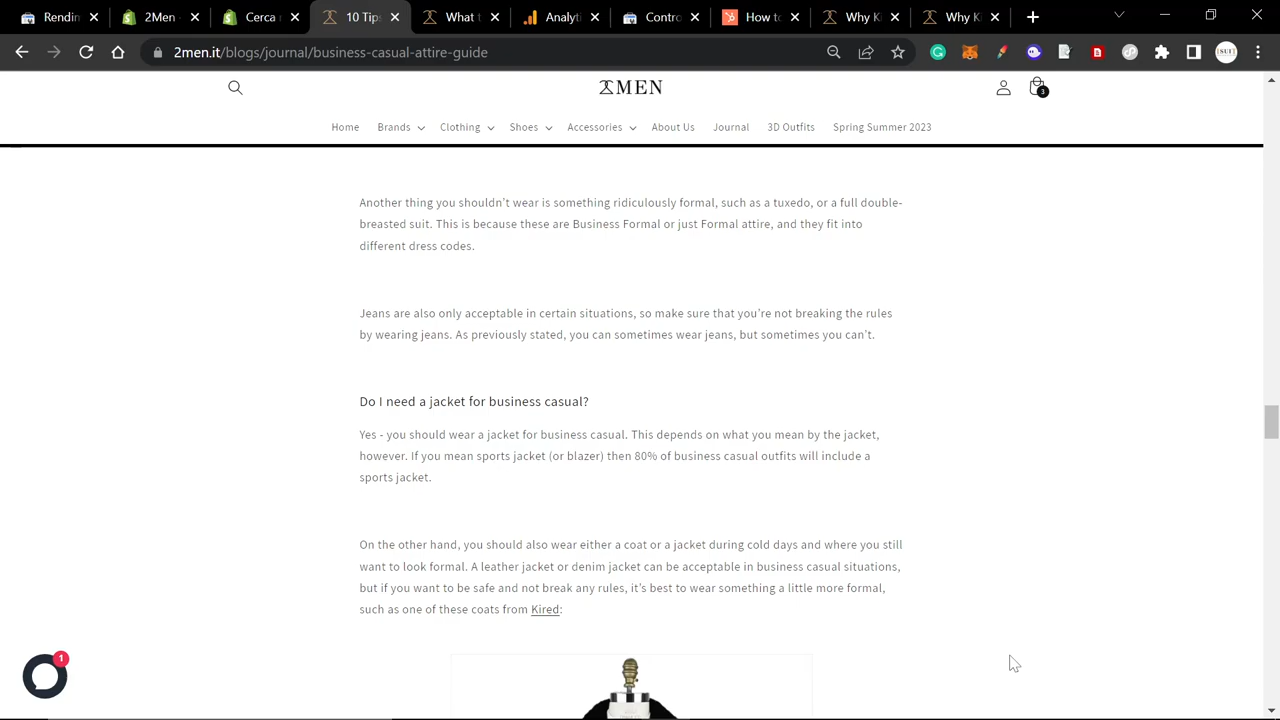 Rendin
2Men -
Cerca r
10 Tips
What t
Analyti
Contro
How to
Why Ki
Why Ki
2men.it/blogs/journal/business-casual-attire-guide
SUIT
2MEN
3
Home Brands Clothing Shoes Accessories About Us Journal 3D Outfits Spring Summer 2023
Another thing you shouldn't wear is something ridiculously formal, such as a tuxedo, or a full double-
breasted suit. This is because these are Business Formal or just Formal attire, and they fit into
different dress codes.
Jeans are also only acceptable in certain situations, so make sure that you're not breaking the rules
by wearing jeans. As previously stated, you can sometimes wear jeans, but sometimes you can't.
Do I need a jacket for business casual?
Yes - you should wear a jacket for business casual. This depends on what you mean by the jacket,
however. If you mean sports jacket (or blazer) then 80% of business casual outfits will include a
sports jacket.
On the other hand, you should also wear either a coat or a jacket during cold days and where you still
want to look formal. A leather jacket or denim jacket can be acceptable in business casual situations,
but if you want to be safe and not break any rules, it's best to wear something a little more formal,
such as one of these coats from Kired:
1